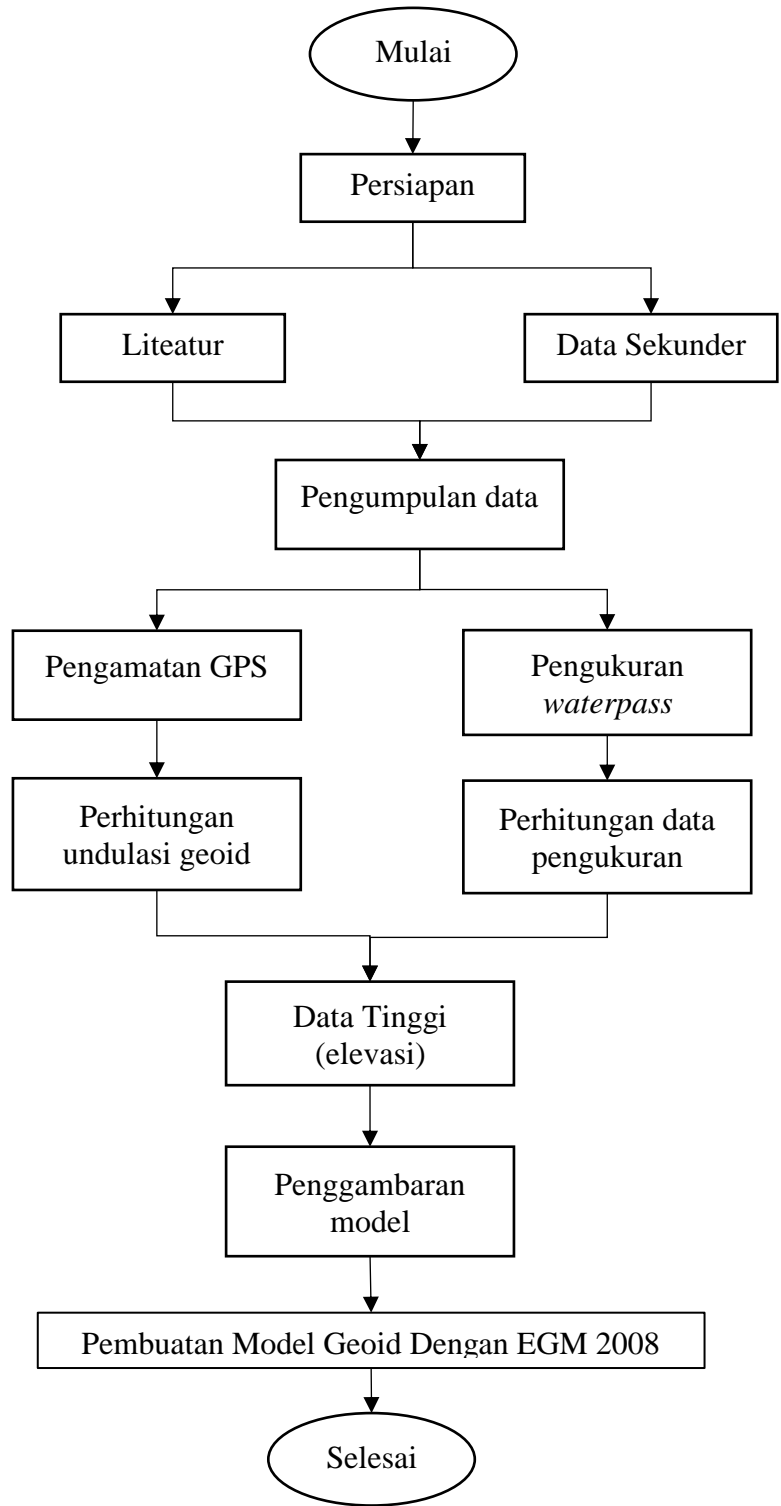 Mulai
Persiapan
Liteatur
Data Sekunder
Pengumpulan data
Pengamatan GPS
Pengukuran
waterpass
Perhitungan
undulasi geoid
Perhitungan data
pengukuran
Data Tinggi
(elevasi)
Penggambaran
model
Pembuatan Model Geoid Dengan EGM 2008
Selesai